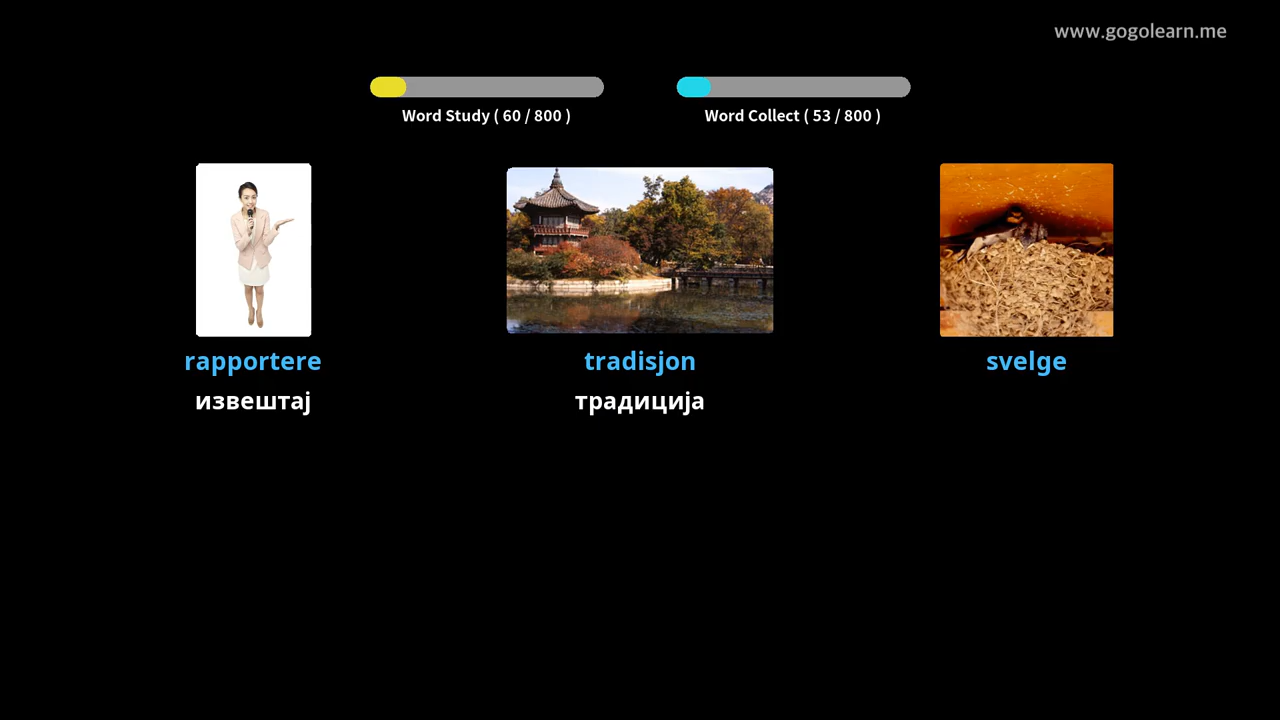 www.gogolearn.me
Word Study ( 60 / 800 )
Word Collect ( 53 / 800 )
rapportere
tradisjon
svelge
извештај
традиција